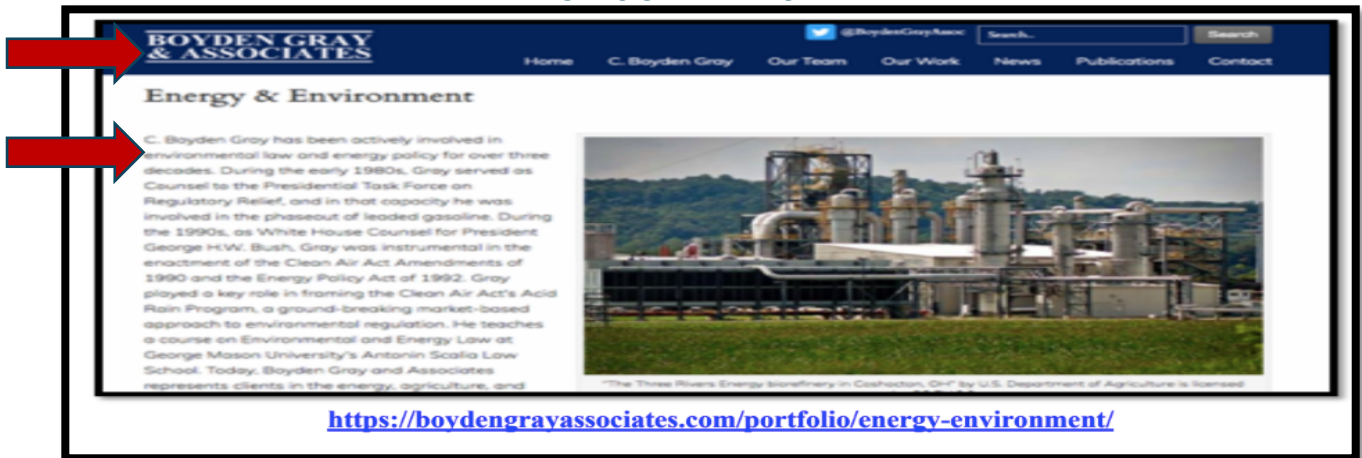 BOYDEN GRAY
& ASSOCIATES
@BoydenGrayAssoc
Search...
Search
Home C. Boyden Gray Our Team Our Work News Publications Contact
Energy & Environment
C. Boyden Gray has been actively involved in
environmental law and energy policy for over three
decades. During the early 1980s, Gray served as
Counsel to the Presidential Task Force on
Regulatory Relief, and in that capacity he was
involved in the phaseout of leaded gasoline. During
the 1990s, as White House Counsel for President
George H.W. Bush, Gray was instrumental in the
enactment of the Clean Air Act Amendments of
1990 and the Energy Policy Act of 1992. Gray
played a key role in framing the Clean Air Act's Acid
Rain Program, a ground-breaking market-based
approach to environmental regulation. He teaches
a course on Environmental and Energy Law at
George Mason University's Antonin Scalia Law
School. Today, Boyden Gray and Associates
represents clients in the energy, agriculture, and
"The Three Rivers Energy biorefinery in Coshocton, OH" by U.S. Department of Agriculture is licensed
https://boydengrayassociates.com/portfolio/energy-environment/